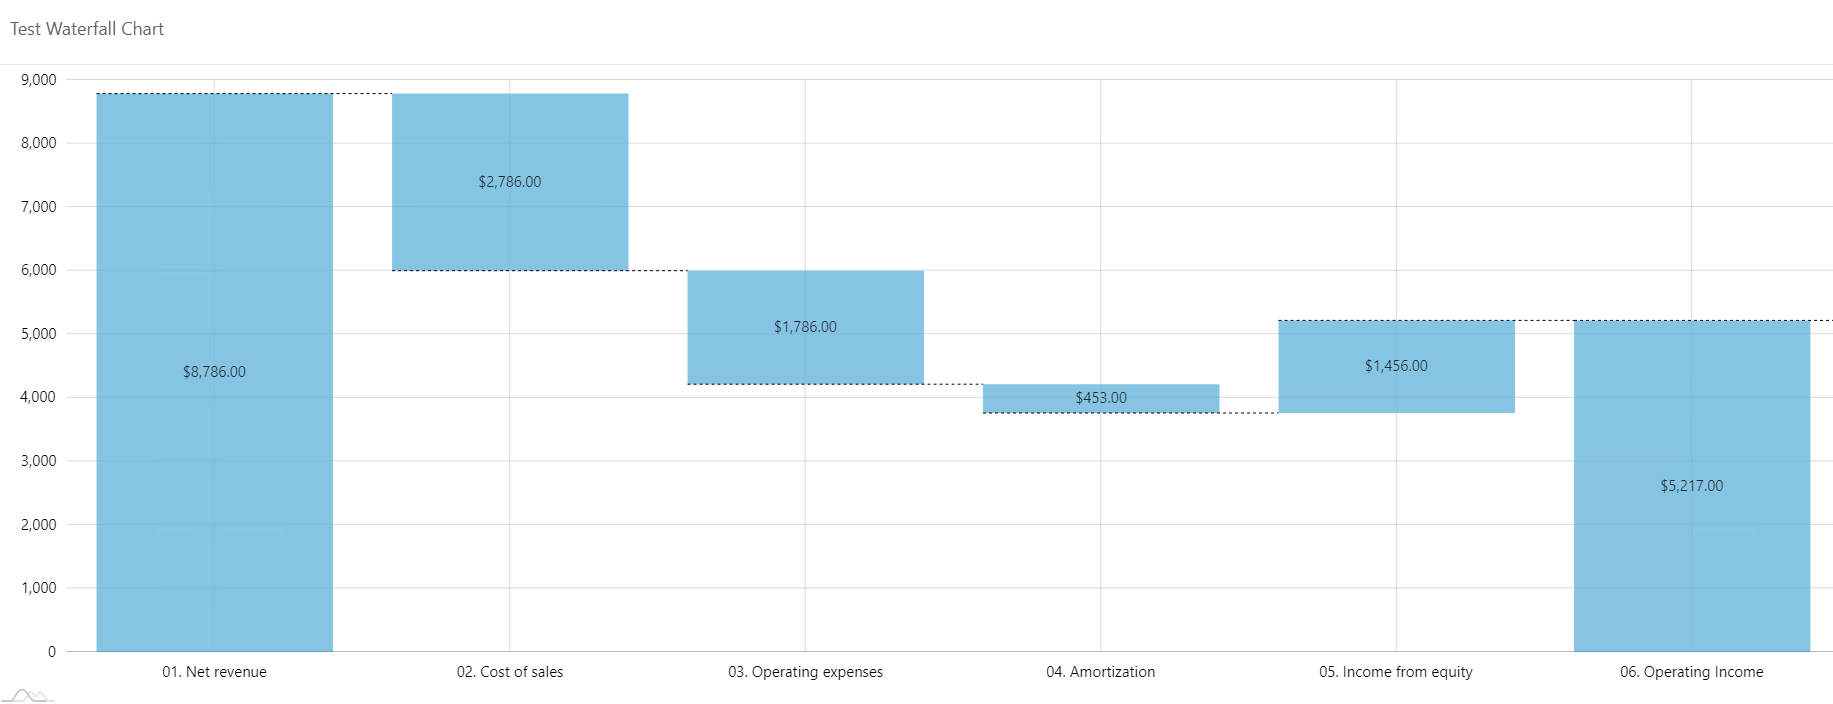 Test Waterfall Chart
9,000
8,000
$2,786.00
7,000
6,000
5,000
$1,786.00
$1,456.00
$8,786.00
4,000
$453.00
3,000
$5,217.00
2,000
1,000
0
01. Net revenue
02. Cost of sales
03. Operating expenses
04. Amortization
05. Income from equity
06. Operating Income